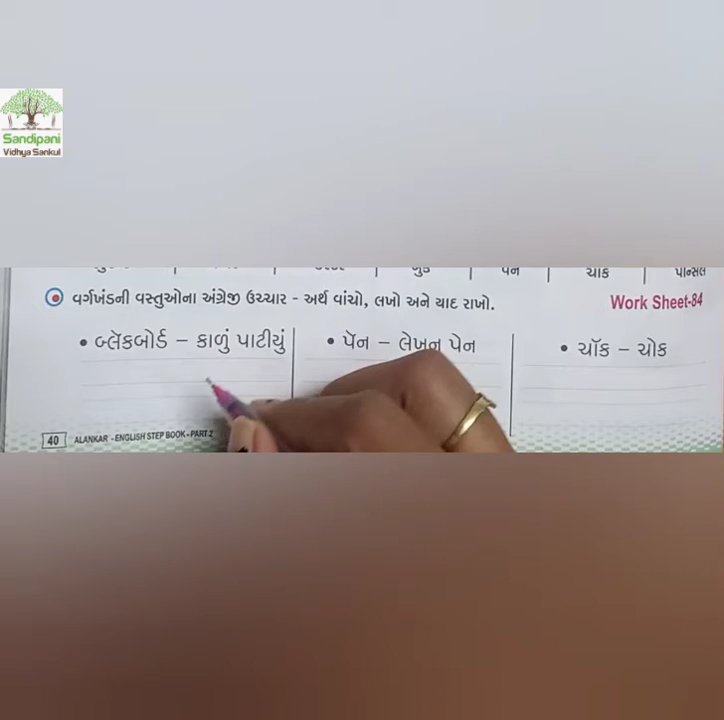 Sandipani
Vidhya Sankul
બુક પેન ચાક પેન્સિલ
વર્ગખંડની વસ્તુઓના અંગ્રેજી ઉચ્ચાર - અર્થ વાંચો, લખો અને યાદ રાખો. Work Sheet-84
• બ્લૅકબોર્ડ – કાળું પાટીયું • પૅન – લેખન પેન • ચૉક – ચોક
40 ALANKAR - ENGLISH STEP BOOK - PART 2